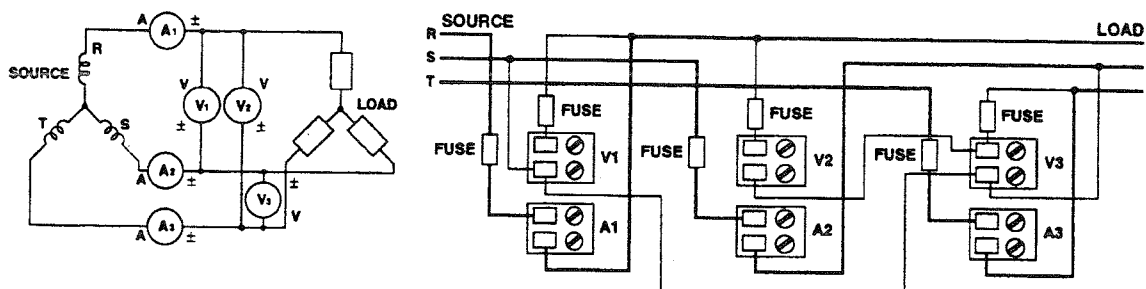 A A1 ±
R
SOURCE
V V
V1 V2
± ±
LOAD
T S
A A2 ±
±
V3
V
A A3 ±
SOURCE LOAD
R
S
T
FUSE FUSE FUSE
FUSE FUSE FUSE
V1 V2 V3
A1 A2 A3